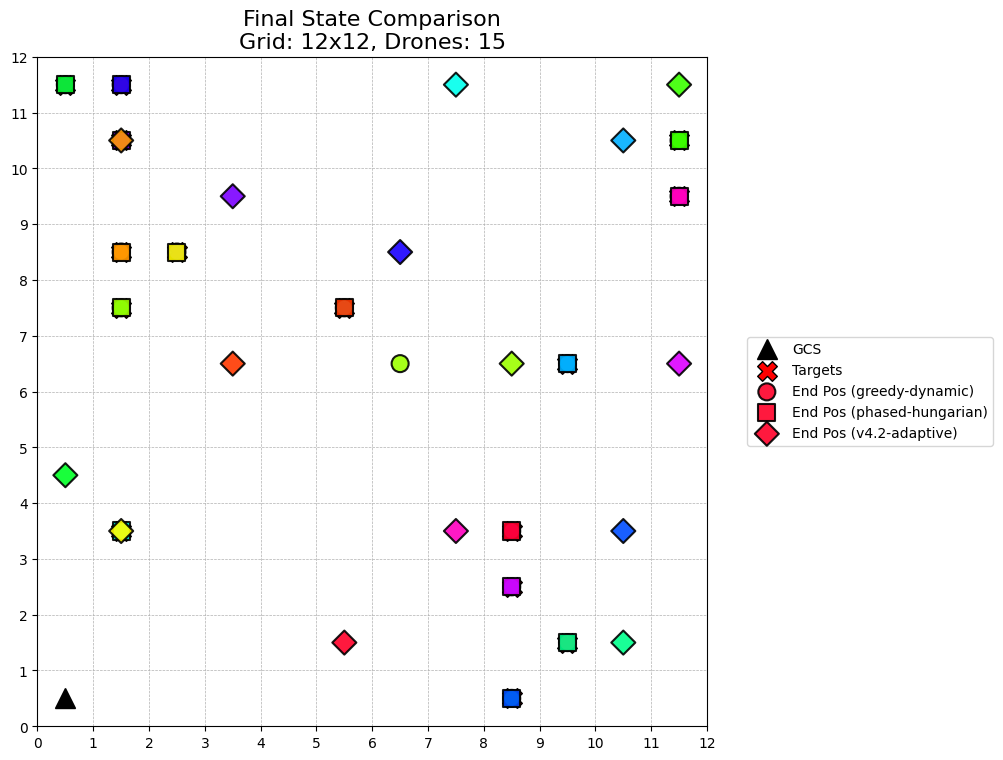 Final State Comparison
Grid: 12x12, Drones: 15
12
11
10
9
8
7
6
5
4
3
2
1
0
0 1 2 3 4 5 6 7 8 9 10 11 12
GCS
Targets
End Pos (greedy-dynamic)
End Pos (phased-hungarian)
End Pos (v4.2-adaptive)